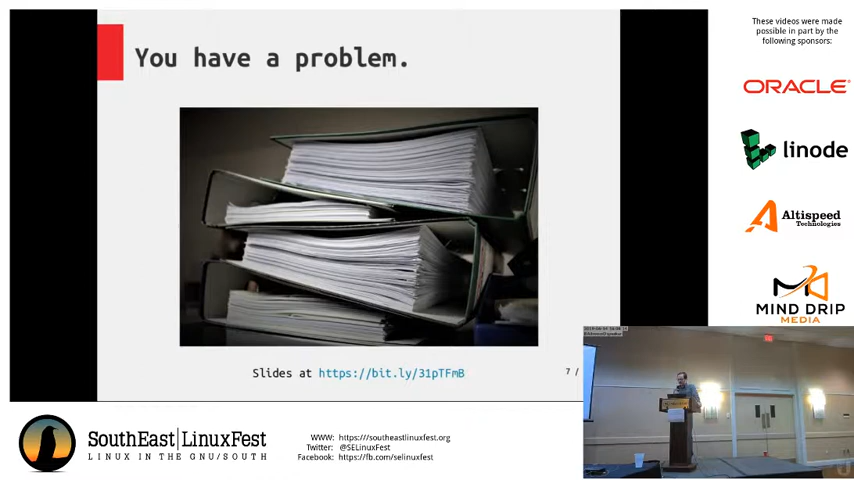 You have a problem.
Slides at https://bit.ly/31pTFmB
7 /
These videos were made
possible in part by the
following sponsors:
ORACLE
linode
Altispeed
Technologies
MIND DRIP
MEDIA
SouthEast|LinuxFest
LINUX IN THE GNU/SOUTH
WWW: https:///southeastlinuxfest.org
Twitter: @SELinuxFest
Facebook: https://fb.com/selinuxfest